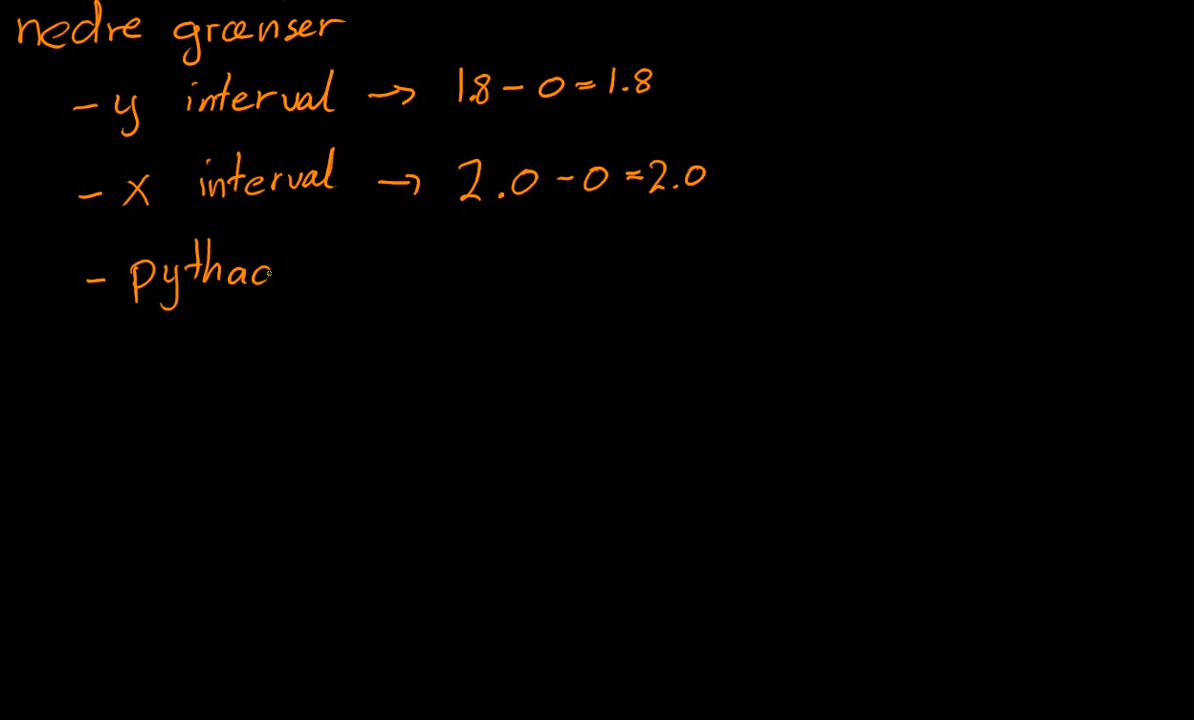 nedre grænser
- y interval → 1.8 - 0 = 1.8
- x interval → 2.0 - 0 = 2.0
- pythac